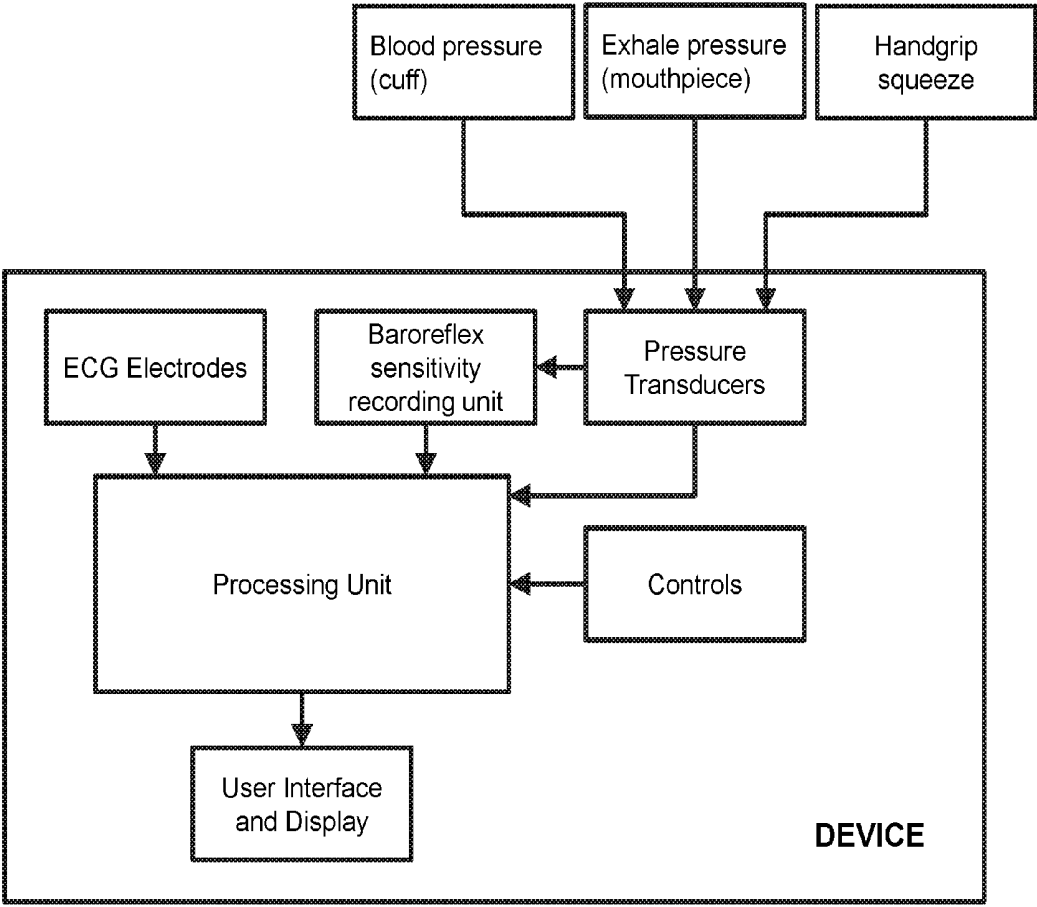 Blood pressure
(cuff)
Exhale pressure
(mouthpiece)
Handgrip
squeeze
ECG Electrodes
Baroreflex
sensitivity
recording unit
Pressure
Transducers
Processing Unit
Controls
User Interface
and Display
DEVICE